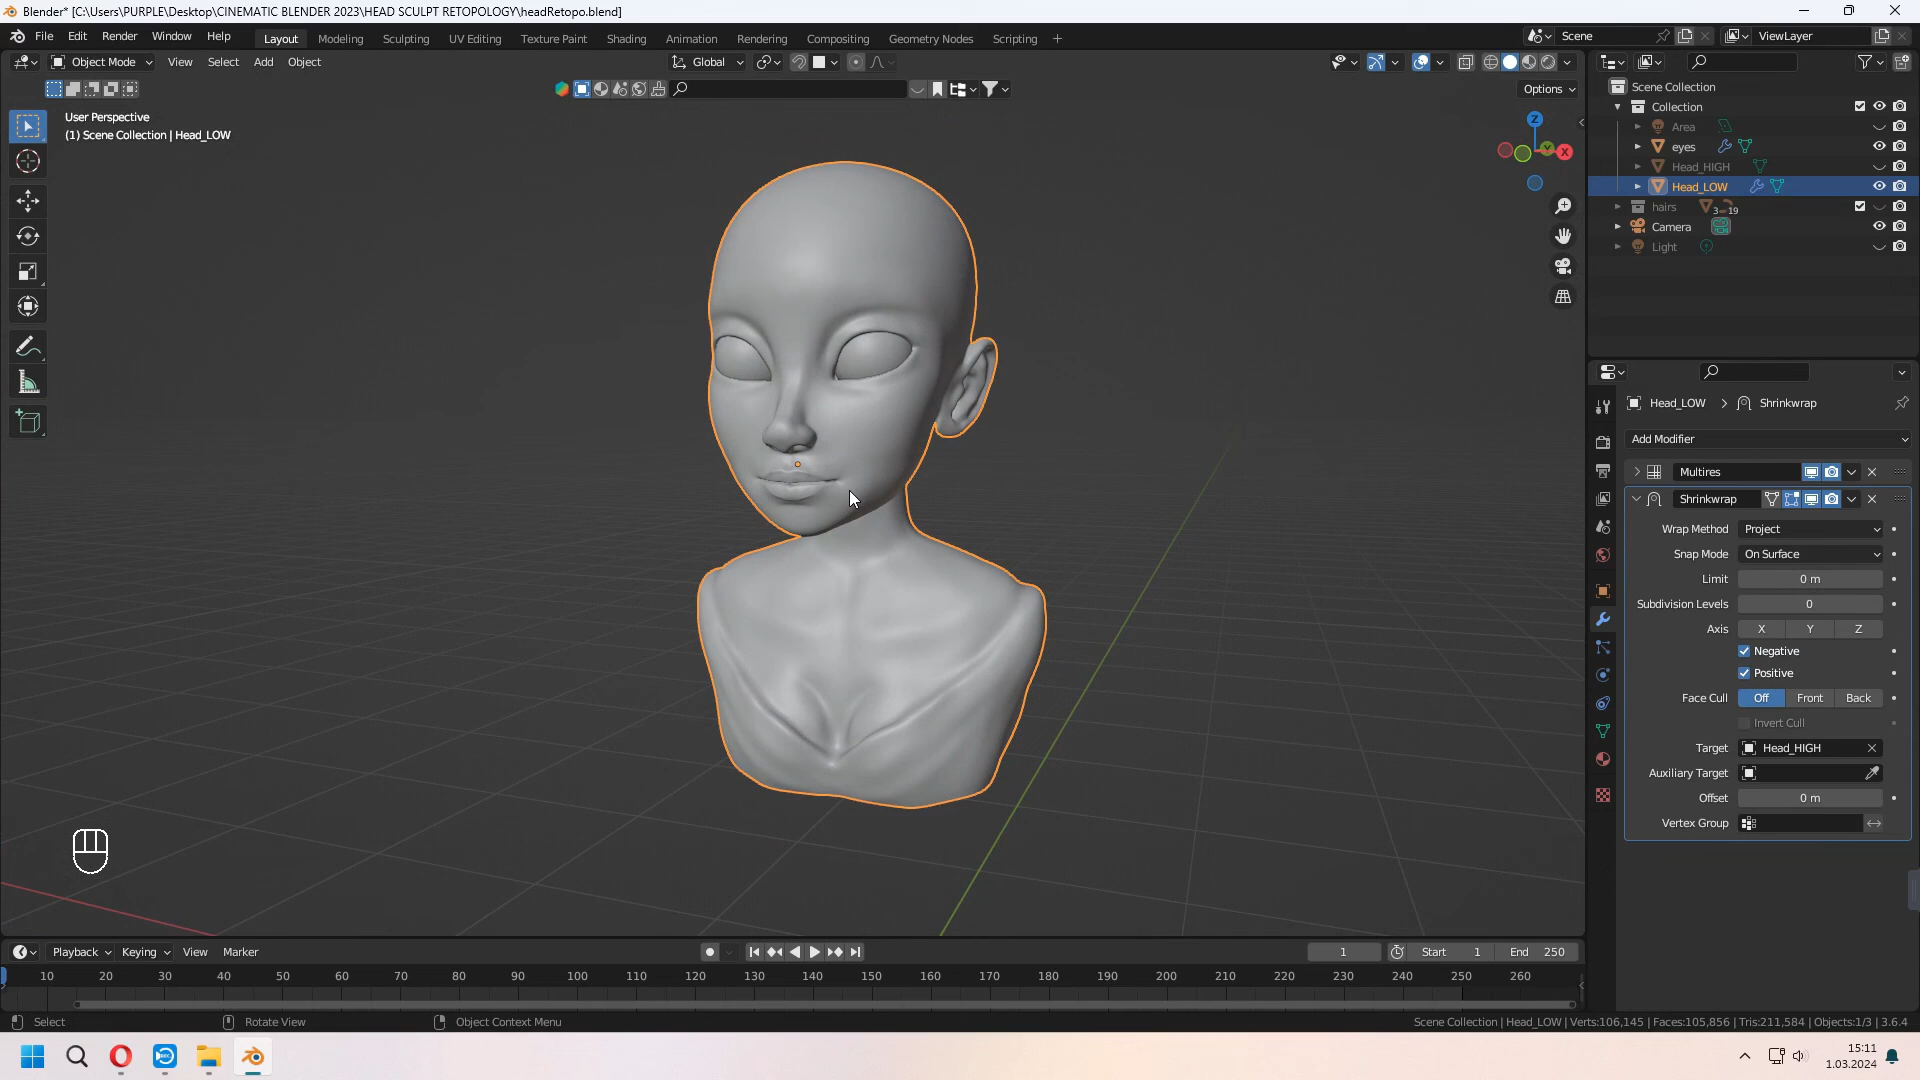 Blender* [C:\Users\PURPLE\Desktop\CINEMATIC BLENDER 2023\HEAD SCULPT RETOPOLOGY\headRetopo.blend]
File Edit Render Window Help Layout Modeling Sculpting UV Editing Texture Paint Shading Animation Rendering Compositing Geometry Nodes Scripting + Scene ViewLayer
Object Mode View Select Add Object Global
Options
User Perspective
(1) Scene Collection | Head_LOW
Z
Y
X
Scene Collection
Collection
Area
eyes
Head_HIGH
Head_LOW
hairs 3 19
Camera
Light
Head_LOW > Shrinkwrap
Add Modifier
Multires
Shrinkwrap
Wrap Method Project
Snap Mode On Surface
Limit 0 m
Subdivision Levels 0
Axis X Y Z
Negative
Positive
Face Cull Off Front Back
Invert Cull
Target Head_HIGH
Auxiliary Target
Offset 0 m
Vertex Group
Playback Keying View Marker 1 Start 1 End 250
10 20 30 40 50 60 70 80 90 100 110 120 130 140 150 160 170 180 190 200 210 220 230 240 250 260
Select Rotate View Object Context Menu Scene Collection | Head_LOW | Verts:106,145 | Faces:105,856 | Tris:211,584 | Objects:1/3 | 3.6.4
15:11
1.03.2024